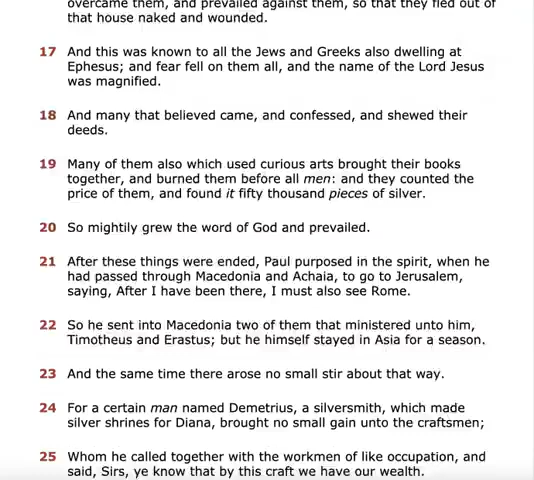 overcame them, and prevailed against them, so that they fled out of
that house naked and wounded.
17 And this was known to all the Jews and Greeks also dwelling at
Ephesus; and fear fell on them all, and the name of the Lord Jesus
was magnified.
18 And many that believed came, and confessed, and shewed their
deeds.
19 Many of them also which used curious arts brought their books
together, and burned them before all men: and they counted the
price of them, and found it fifty thousand pieces of silver.
20 So mightily grew the word of God and prevailed.
21 After these things were ended, Paul purposed in the spirit, when he
had passed through Macedonia and Achaia, to go to Jerusalem,
saying, After I have been there, I must also see Rome.
22 So he sent into Macedonia two of them that ministered unto him,
Timotheus and Erastus; but he himself stayed in Asia for a season.
23 And the same time there arose no small stir about that way.
24 For a certain man named Demetrius, a silversmith, which made
silver shrines for Diana, brought no small gain unto the craftsmen;
25 Whom he called together with the workmen of like occupation, and
said, Sirs, ye know that by this craft we have our wealth.